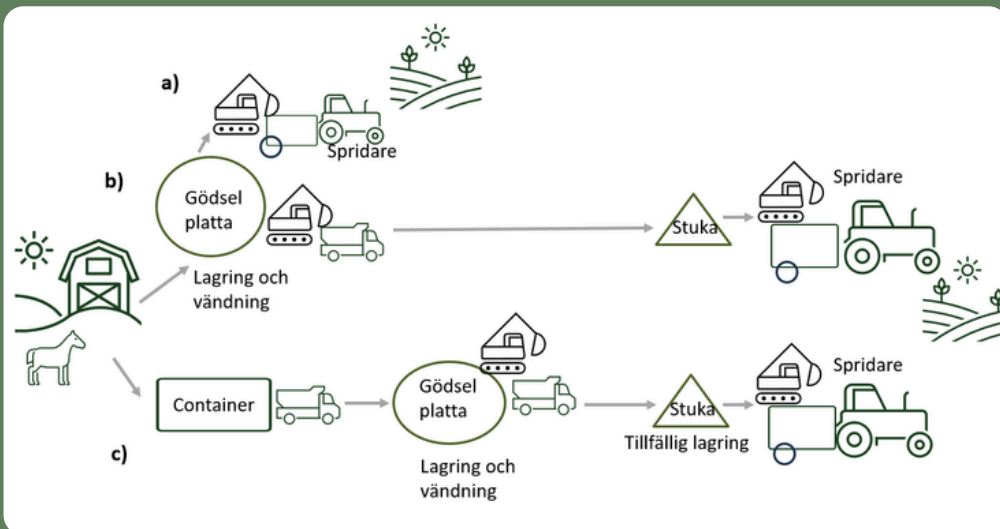 a)
Spridare
b)
Gödsel
platta
Lagring och
vändning
Stuka
Spridare
c)
Container
Gödsel
platta
Lagring och
vändning
Stuka
Tillfällig lagring
Spridare